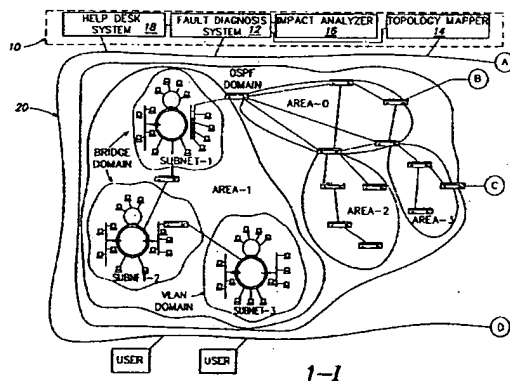 HELP DESK
SYSTEM 18
FAULT DIAGNOSIS
SYSTEM 12
IMPACT ANALYZER
16
TOPOLOGY MAPPER
14
10
20
OSPF
DOMAIN
AREA-0
A
B
BRIDGE
DOMAIN
SUBNET-1
AREA-1
AREA-2
AREA-3
C
SUBNET-2
VLAN
DOMAIN
SUBNET-3
D
USER
USER
1-I